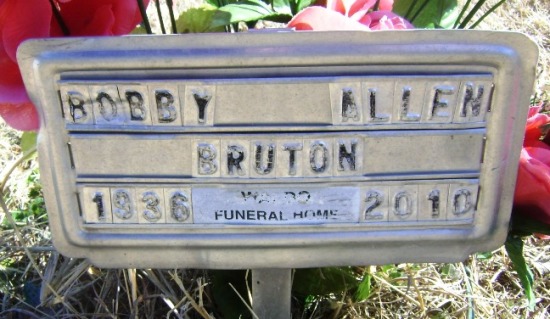 BOBBY ALLEN
BRUTON
1936 2010
FUNERAL HOME